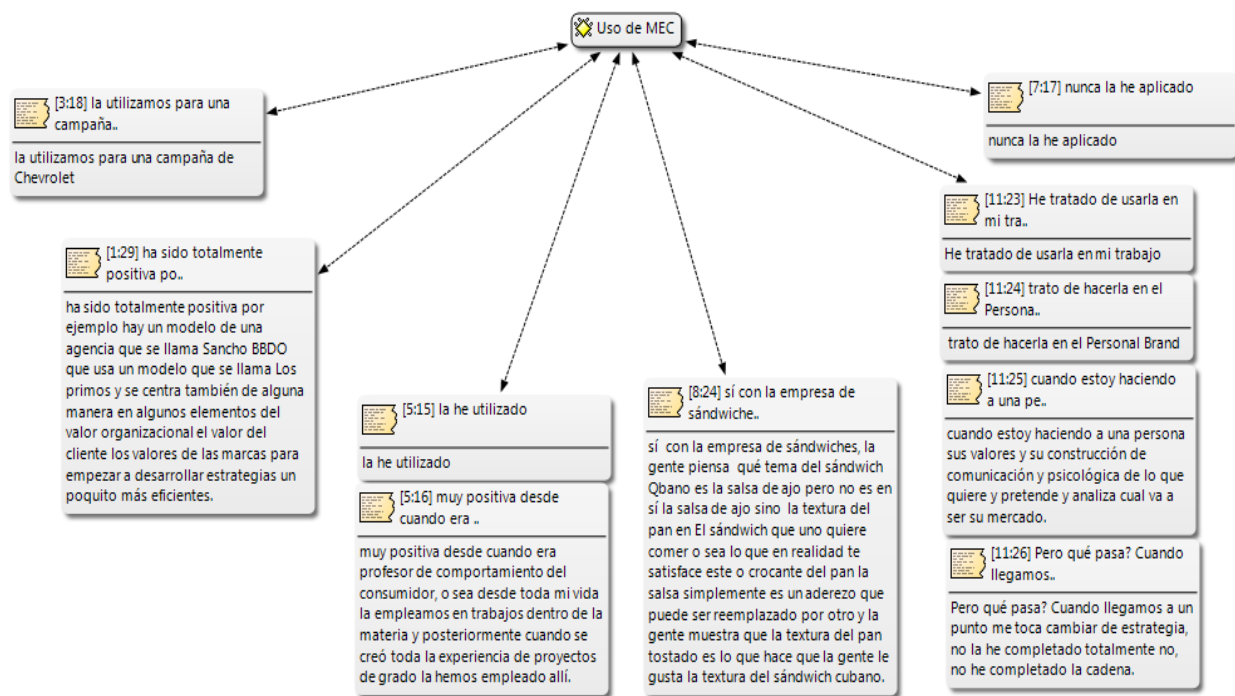 Uso de MEC
[3:18] la utilizamos para una
campaña..
la utilizamos para una campaña de
Chevrolet
[1:29] ha sido totalmente
positiva po..
ha sido totalmente positiva por
ejemplo hay un modelo de una
agencia que se llama Sancho BBDO
que usa un modelo que se llama Los
primos y se centra también de alguna
manera en algunos elementos del
valor organizacional el valor del
cliente los valores de las marcas para
empezar a desarrollar estrategias un
poquito más eficientes.
[5:15] la he utilizado
la he utilizado
[5:16] muy positiva desde
cuando era ..
muy positiva desde cuando era
profesor de comportamiento del
consumidor, o sea desde toda mi vida
la empleamos en trabajos dentro de la
materia y posteriormente cuando se
creó toda la experiencia de proyectos
de grado la hemos empleado allí.
[8:24] sí con la empresa de
sándwiche..
sí con la empresa de sándwiches, la
gente piensa qué tema del sándwich
Qbano es la salsa de ajo pero no es en
sí la salsa de ajo sino la textura del
pan en El sándwich que uno quiere
comer o sea lo que en realidad te
satisface este o crocante del pan la
salsa simplemente es un aderezo que
puede ser reemplazado por otro y la
gente muestra que la textura del pan
tostado es lo que hace que la gente le
gusta la textura del sándwich cubano.
[7:17] nunca la he aplicado
nunca la he aplicado
[11:23] He tratado de usarla en
mi tra..
He tratado de usarla en mi trabajo
[11:24] trato de hacerla en el
Persona..
trato de hacerla en el Personal Brand
[11:25] cuando estoy haciendo
a una pe..
cuando estoy haciendo a una persona
sus valores y su construcción de
comunicación y psicológica de lo que
quiere y pretende y analiza cual va a
ser su mercado.
[11:26] Pero qué pasa? Cuando
llegamos..
Pero qué pasa? Cuando llegamos a un
punto me toca cambiar de estrategia,
no la he completado totalmente no,
no he completado la cadena.